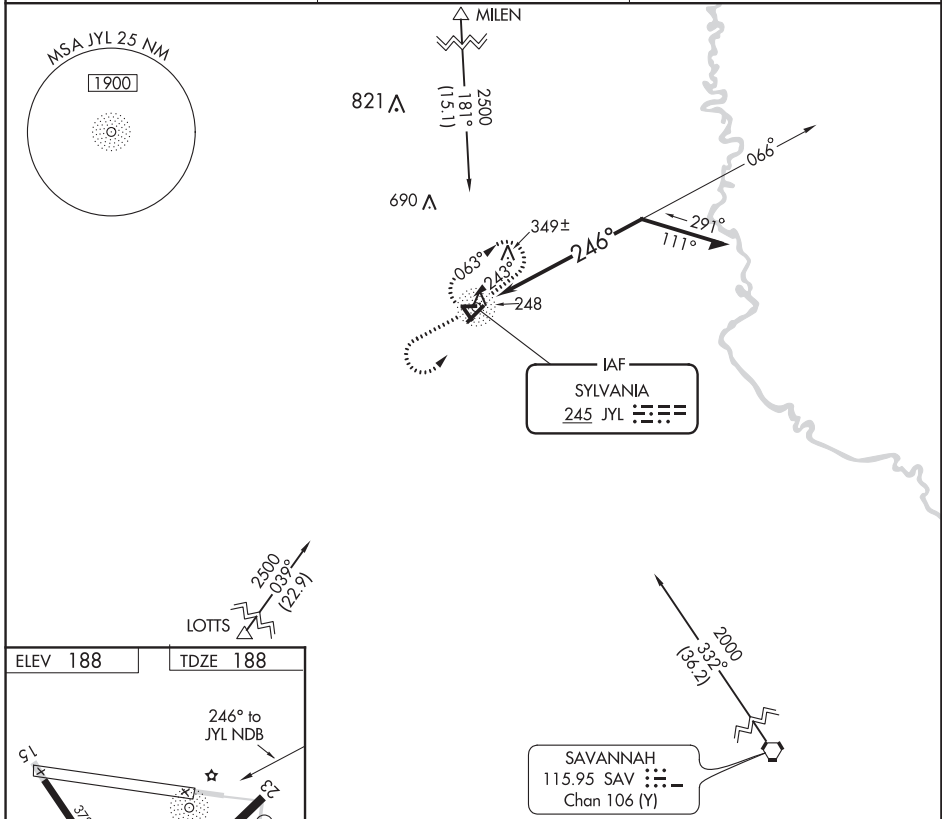 MSA JYL 25 NM
1900
MILEN
2500
181°
(15.1)
821
690
349±
066°
291°
111°
246°
063°
243°
248
IAF
SYLVANIA
245 JYL
2500
039°
(22.9)
LOTTS
2000
332°
(36.2)
SAVANNAH
115.95 SAV
Chan 106 (Y)
ELEV 188
TDZE 188
246° to
JYL NDB
15
23